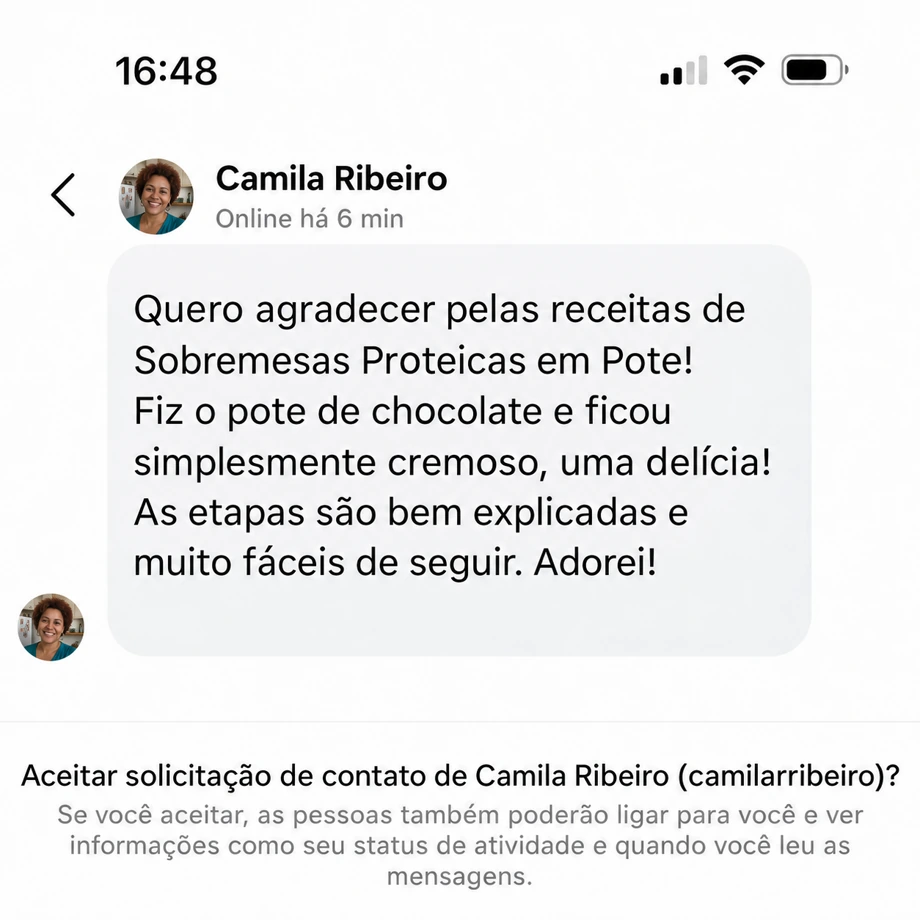 16:48
Camila Ribeiro
Online há 6 min
Quero agradecer pelas receitas de
Sobremesas Proteicas em Pote!
Fiz o pote de chocolate e ficou
simplesmente cremoso, uma delícia!
As etapas são bem explicadas e
muito fáceis de seguir. Adorei!
Aceitar solicitação de contato de Camila Ribeiro (camilarribeiro)?
Se você aceitar, as pessoas também poderão ligar para você e ver
informações como seu status de atividade e quando você leu as
mensagens.